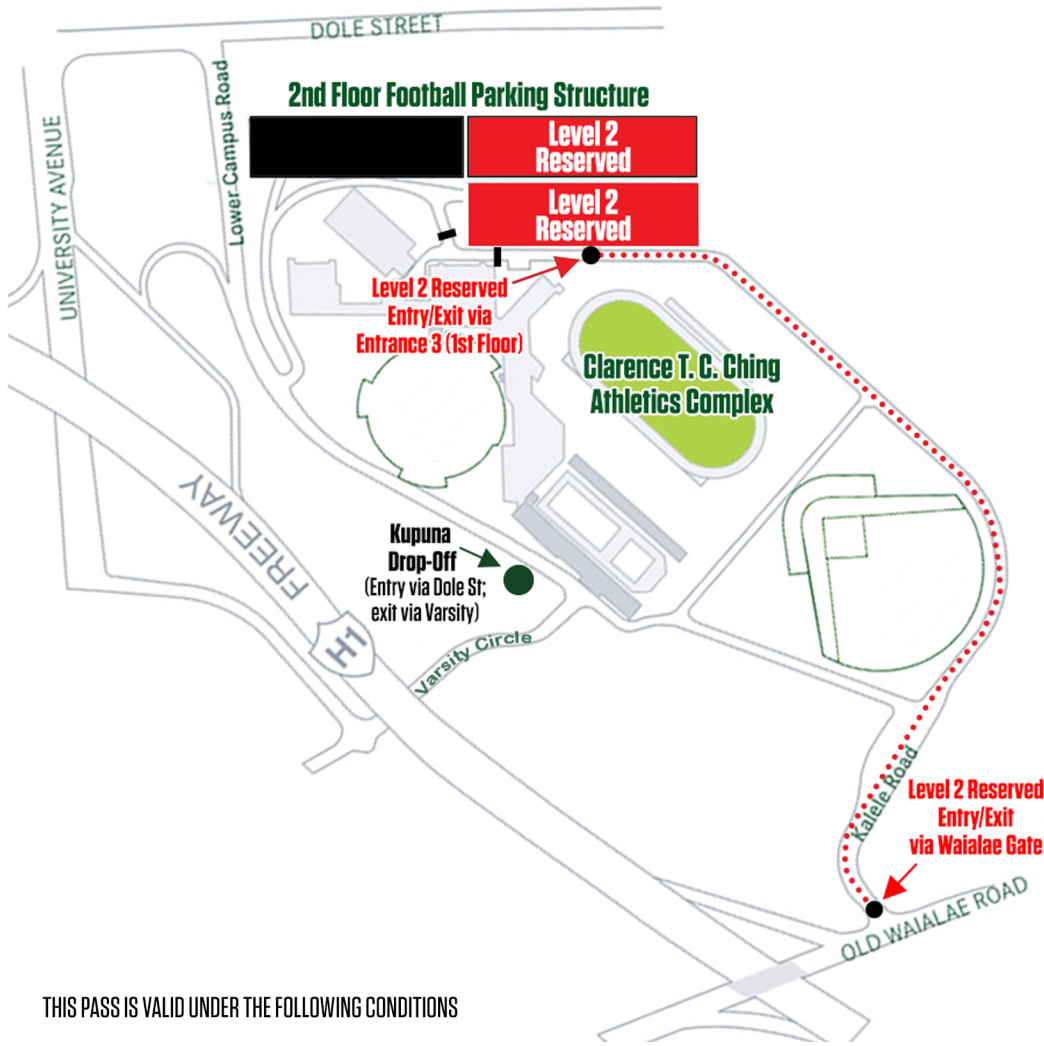 DOLE STREET
Lower Campus Road
UNIVERSITY AVENUE
2nd Floor Football Parking Structure
Level 2
Reserved
Level 2
Reserved
Level 2 Reserved
Entry/Exit via
Entrance 3 (1st Floor)
Clarence T. C. Ching
Athletics Complex
FREEWAY
H1
Kupuna
Drop-Off
(Entry via Dole St;
exit via Varsity)
Varsity Circle
Kalele Road
Level 2 Reserved
Entry/Exit
via Waialae Gate
OLD WAIALAE ROAD
THIS PASS IS VALID UNDER THE FOLLOWING CONDITIONS